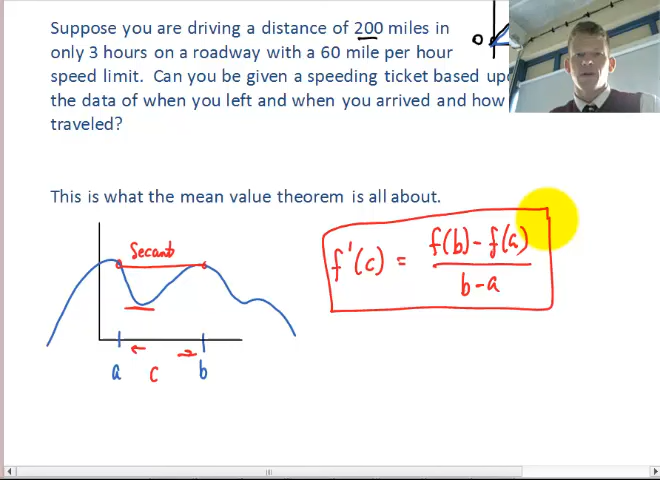 Suppose you are driving a distance of 200 miles in
only 3 hours on a roadway with a 60 mile per hour
speed limit. Can you be given a speeding ticket based
the data of when you left and when you arrived and how
traveled?
0
This is what the mean value theorem is all about.
Secant
f'(c) = f(b) - f(a)
b - a
a c b